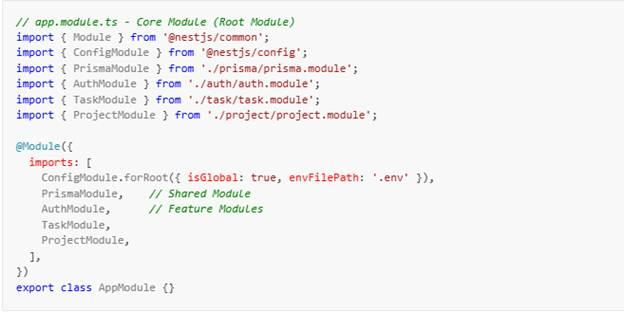 // app.module.ts - Core Module (Root Module)
import { Module } from '@nestjs/common';
import { ConfigModule } from '@nestjs/config';
import { PrismaModule } from './prisma/prisma.module';
import { AuthModule } from './auth/auth.module';
import { TaskModule } from './task/task.module';
import { ProjectModule } from './project/project.module';

@Module({
  imports: [
    ConfigModule.forRoot({ isGlobal: true, envFilePath: '.env' }),
    PrismaModule,    // Shared Module
    AuthModule,      // Feature Modules
    TaskModule,
    ProjectModule,
  ],
})
export class AppModule {}